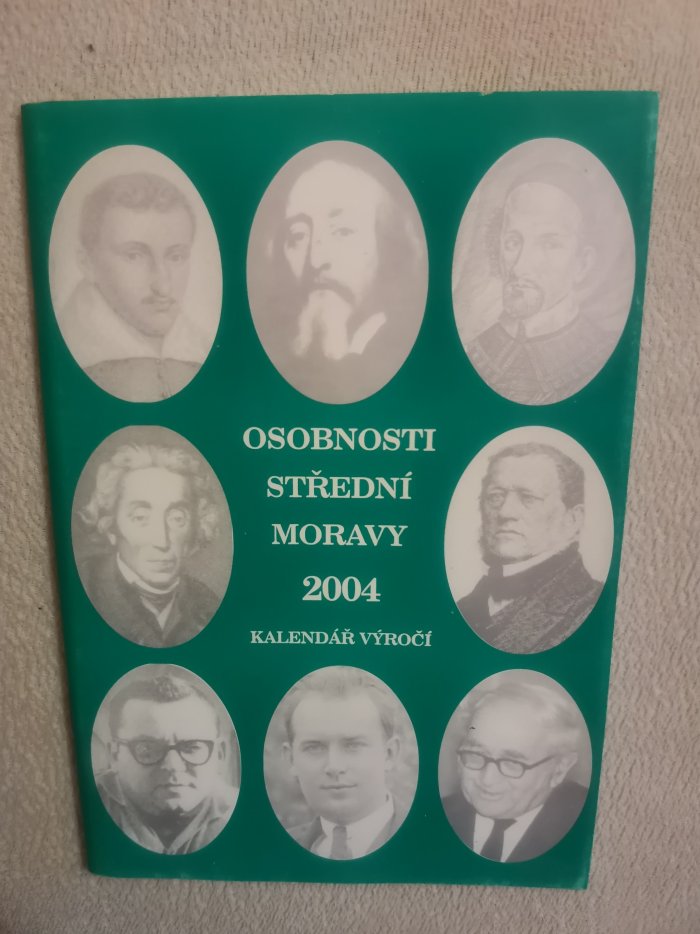 OSOBNOSTI
STŘEDNÍ
MORAVY
2004
KALENDÁŘ VÝROČÍ